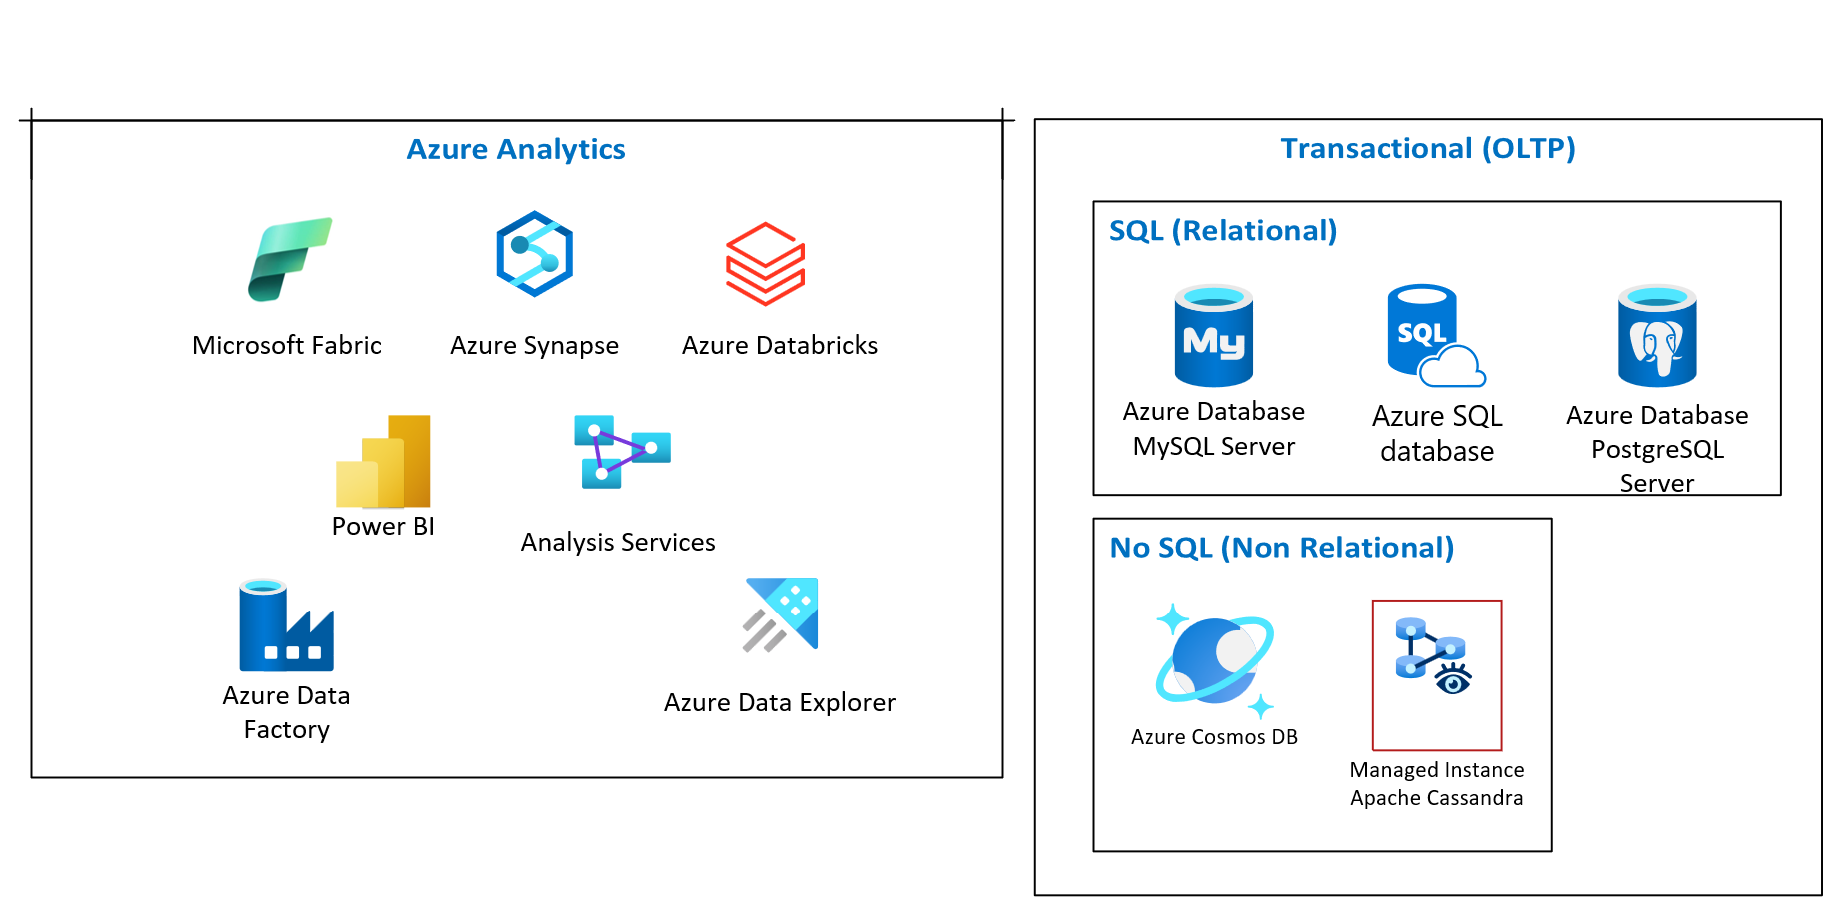 Azure Analytics
Microsoft Fabric
Azure Synapse
Azure Databricks
Power BI
Analysis Services
Azure Data
Factory
Azure Data Explorer
Transactional (OLTP)
SQL (Relational)
My
Azure Database
MySQL Server
SQL
Azure SQL
database
Azure Database
PostgreSQL
Server
No SQL (Non Relational)
Azure Cosmos DB
Managed Instance
Apache Cassandra